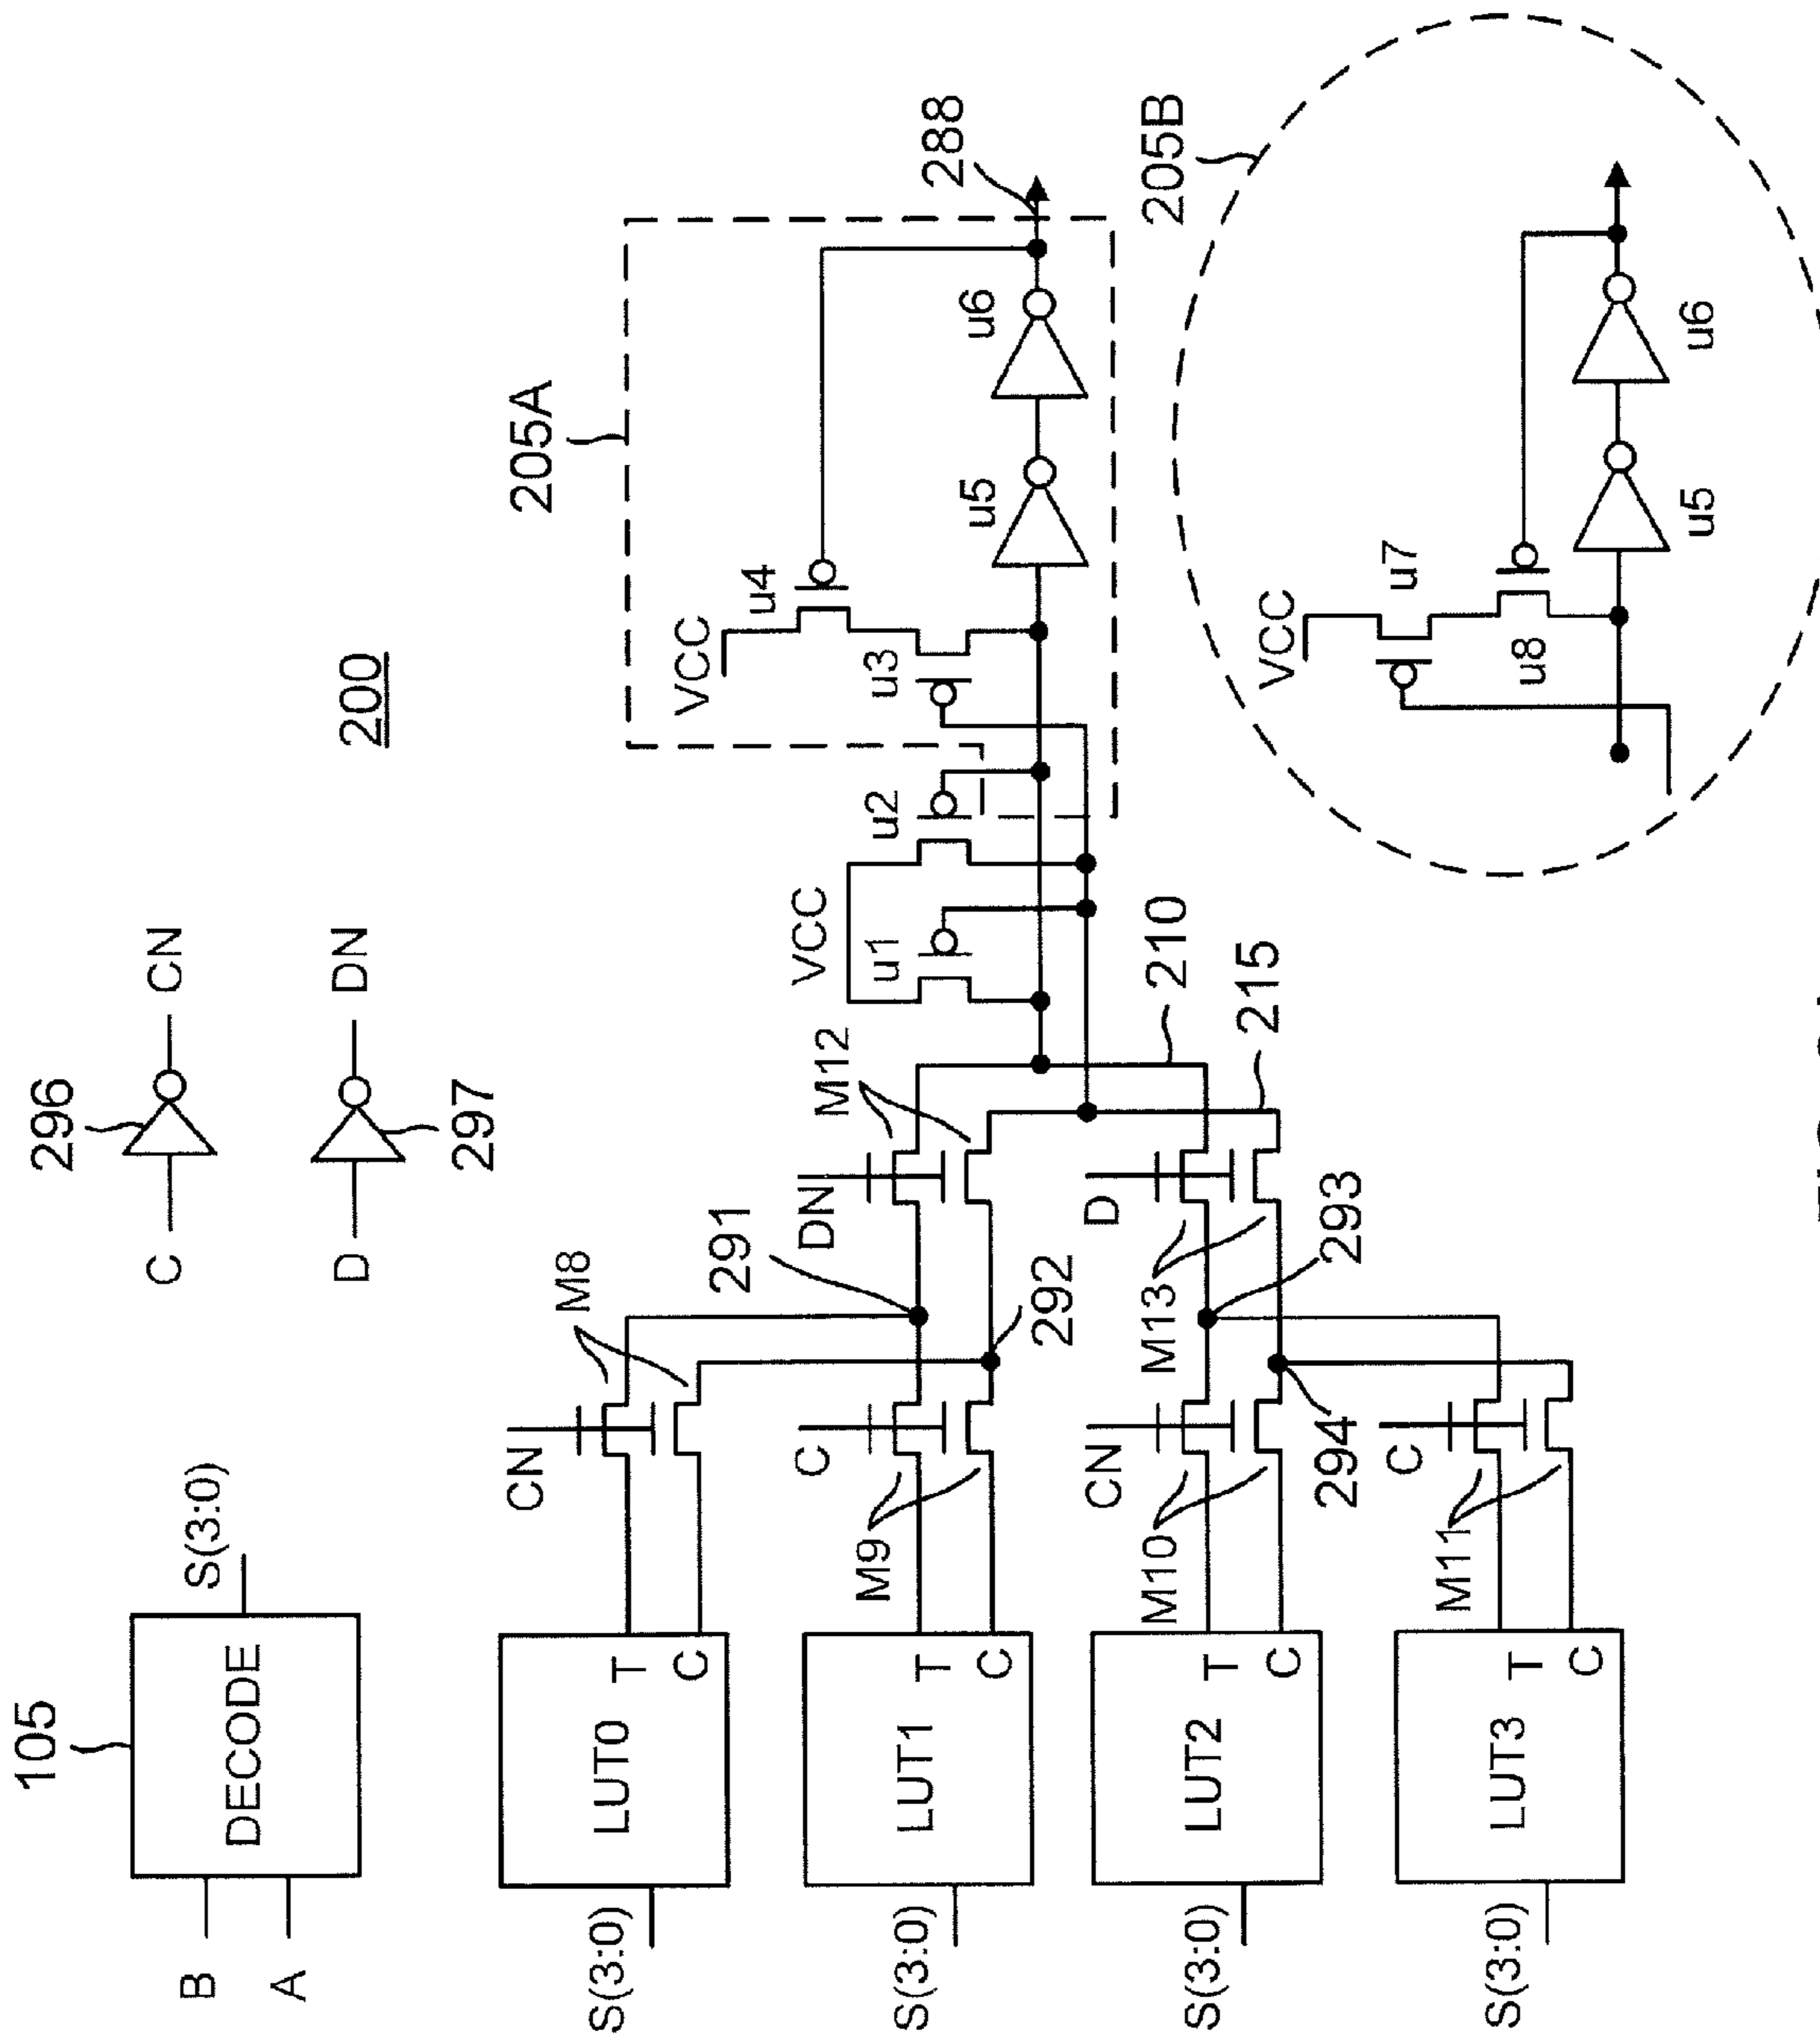 200
105
B
A
DECODE
S(3:0)
296
C
CN
D
DN
297
S(3:0)
LUT0
T
C
CN
M8
S(3:0)
LUT1
T
C
M9
C
291
292
DN
M12
S(3:0)
LUT2
T
C
M10
CN
294
M13
D
293
S(3:0)
LUT3
T
C
M11
C
210
215
VCC
u1
u2
205A
VCC
u3
u4
u5
u6
288
205B
VCC
u7
u8
u5
u6